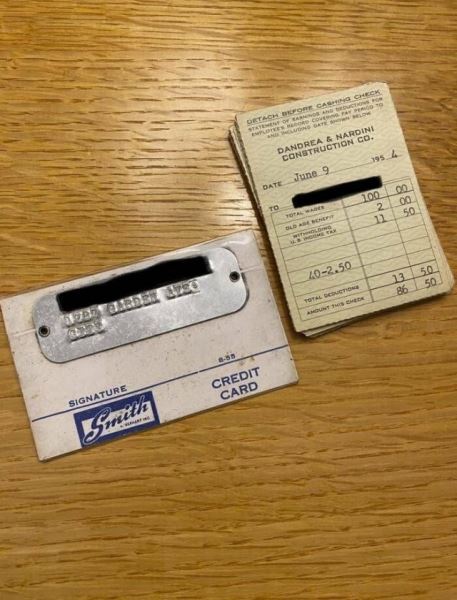 DETACH BEFORE CASHING CHECK
STATEMENT OF EARNINGS AND DEDUCTIONS FOR
EMPLOYEE'S RECORD COVERING PAY PERIOD TO
AND INCLUDING DATE SHOWN BELOW
DANDREA & NARDINI
CONSTRUCTION CO.
DATE June 9 1954
TO
TOTAL WAGES 100 00
OLD AGE BENEFIT 2 00
WITHHOLDING U.S INCOME TAX 11 50
40-2.50
TOTAL DEDUCTIONS 13 50
AMOUNT THIS CHECK 86 50
GARDEN AVE
SIGNATURE
6-55
CREDIT
CARD
Smith